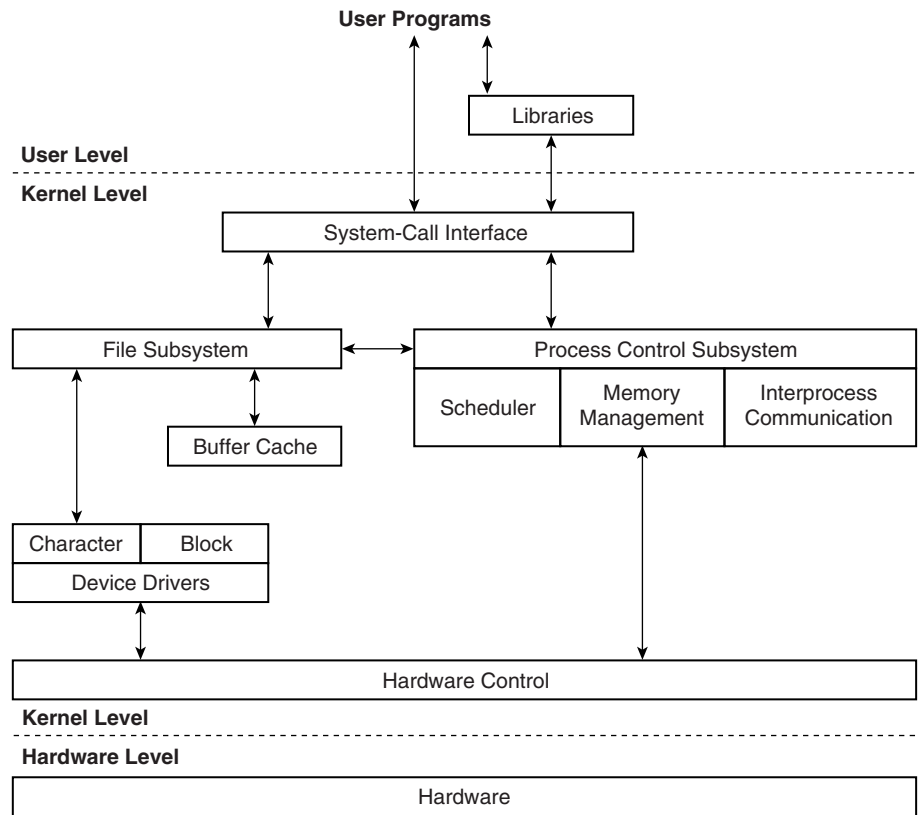 User Programs
Libraries
User Level
Kernel Level
System-Call Interface
File Subsystem
Process Control Subsystem
Scheduler
Memory
Management
Interprocess
Communication
Buffer Cache
Character
Block
Device Drivers
Hardware Control
Kernel Level
Hardware Level
Hardware